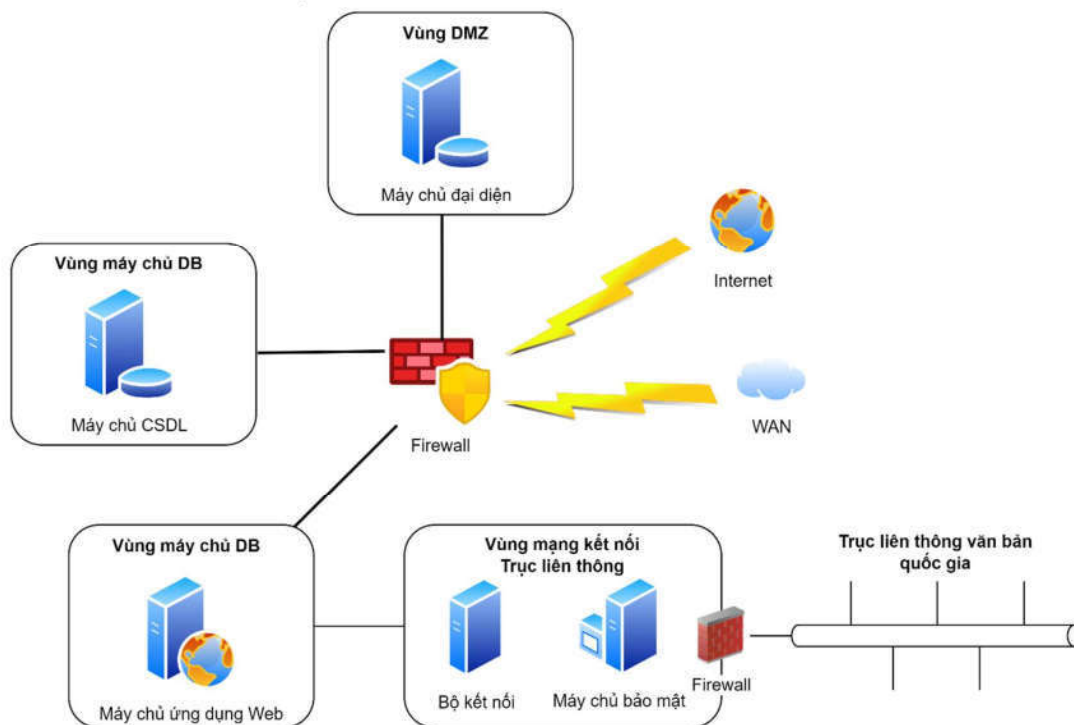 Vùng DMZ
Máy chủ đại diện
Internet
Vùng máy chủ DB
Máy chủ CSDL
WAN
Firewall
Vùng máy chủ DB
Máy chủ ứng dụng Web
Vùng mạng kết nối
Trục liên thông
Bộ kết nối
Máy chủ bảo mật
Firewall
Trục liên thông văn bản
quốc gia